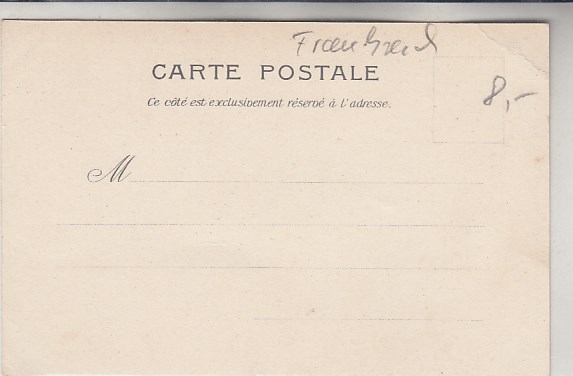 Frankreich
CARTE POSTALE
8,-
Ce côté est exclusivement réservé à l'adresse.
M